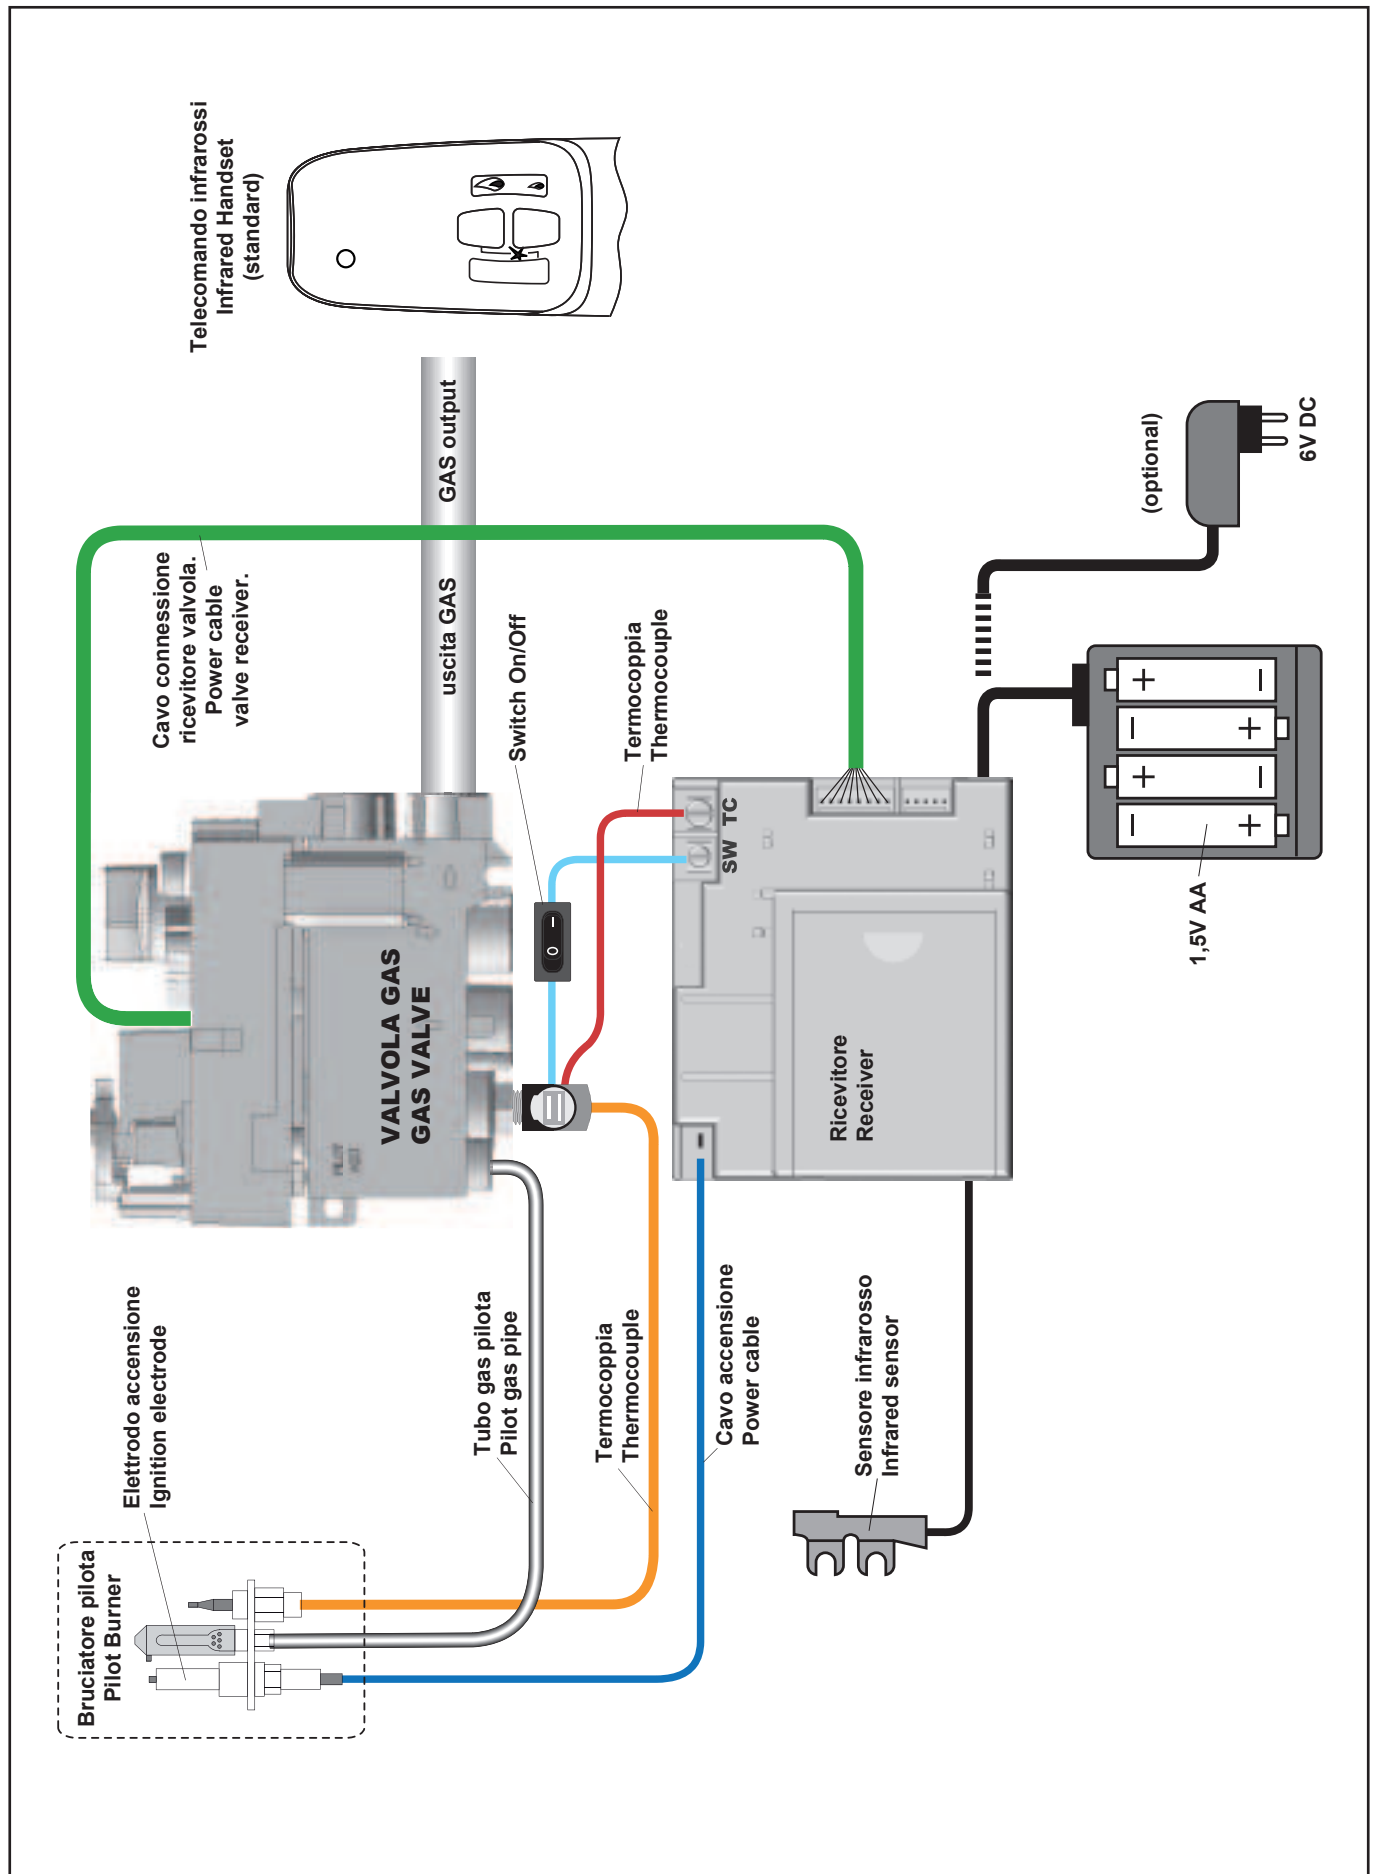 Bruciatore pilota
Pilot Burner
Elettrodo accensione
Ignition electrode
Cavo connessione
ricevitore valvola.
Power cable
valve receiver.
Telecomando infrarossi
Infrared Handset
(standard)
PILOT
ADJ
VALVOLA GAS
GAS VALVE
uscita GAS
GAS output
Tubo gas pilota
Pilot gas pipe
Switch On/Off
O I
Termocoppia
Thermocouple
Termocoppia
Thermocouple
Cavo accensione
Power cable
SW TC
Ricevitore
Receiver
Sensore infrarosso
Infrared sensor
(optional)
6V DC
+ −
− +
+ −
− +
1,5V AA